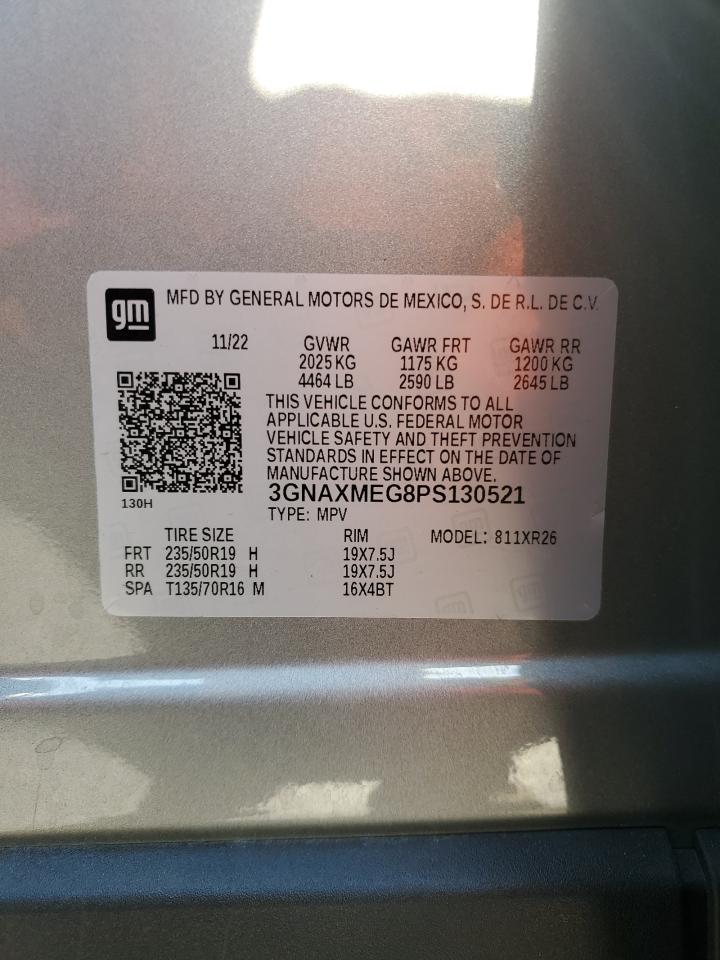 gm
MFD BY GENERAL MOTORS DE MEXICO, S. DE R.L. DE C.V.
11/22 GVWR GAWR FRT GAWR RR
2025 KG 1175 KG 1200 KG
4464 LB 2590 LB 2645 LB
THIS VEHICLE CONFORMS TO ALL
APPLICABLE U.S. FEDERAL MOTOR
VEHICLE SAFETY AND THEFT PREVENTION
STANDARDS IN EFFECT ON THE DATE OF
MANUFACTURE SHOWN ABOVE.
3GNAXMEG8PS130521
130H
TYPE: MPV
TIRE SIZE RIM MODEL: 811XR26
FRT 235/50R19 H 19X7.5J
RR 235/50R19 H 19X7.5J
SPA T135/70R16 M 16X4BT